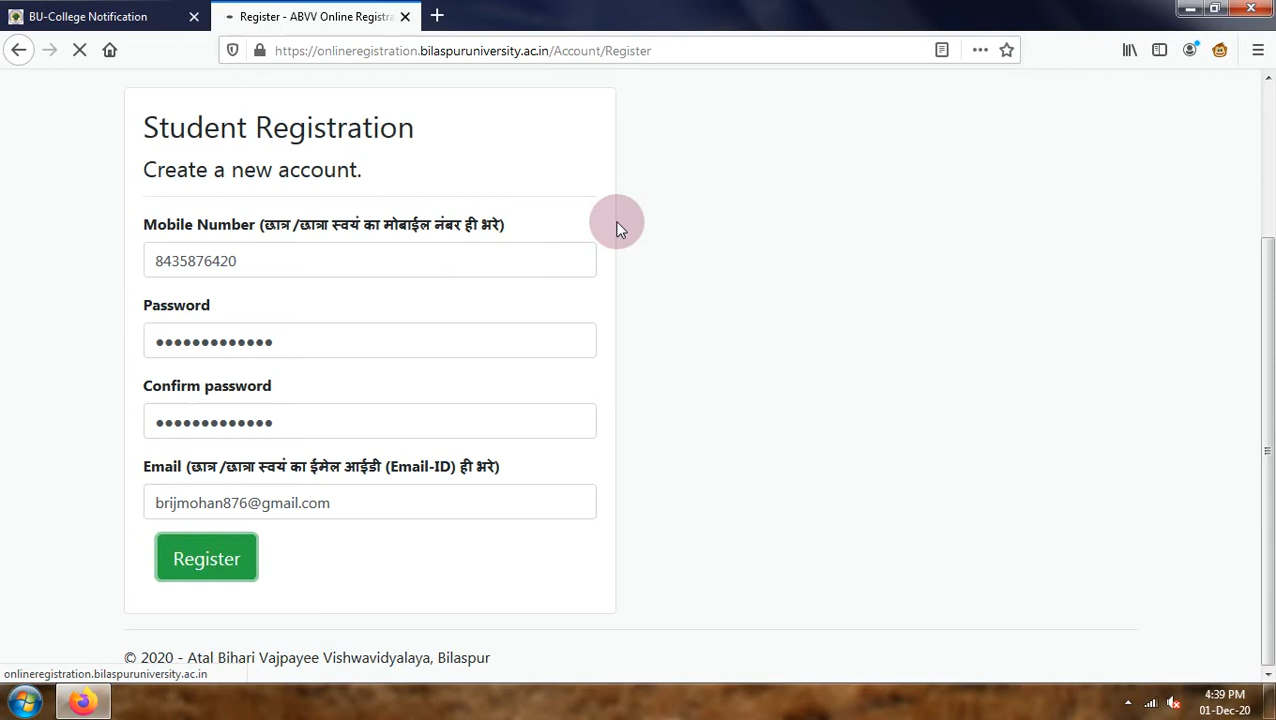 BU-College Notification
Register - ABVV Online Registra
https://onlineregistration.bilaspuruniversity.ac.in/Account/Register
Student Registration
Create a new account.
Mobile Number (छात्र /छात्रा स्वयं का मोबाईल नंबर ही भरे)
8435876420
Password
●●●●●●●●●●●●●
Confirm password
●●●●●●●●●●●●●
Email (छात्र /छात्रा स्वयं का ईमेल आईडी (Email-ID) ही भरे)
brijmohan876@gmail.com
Register
© 2020 - Atal Bihari Vajpayee Vishwavidyalaya, Bilaspur
onlineregistration.bilaspuruniversity.ac.in
4:39 PM
01-Dec-20